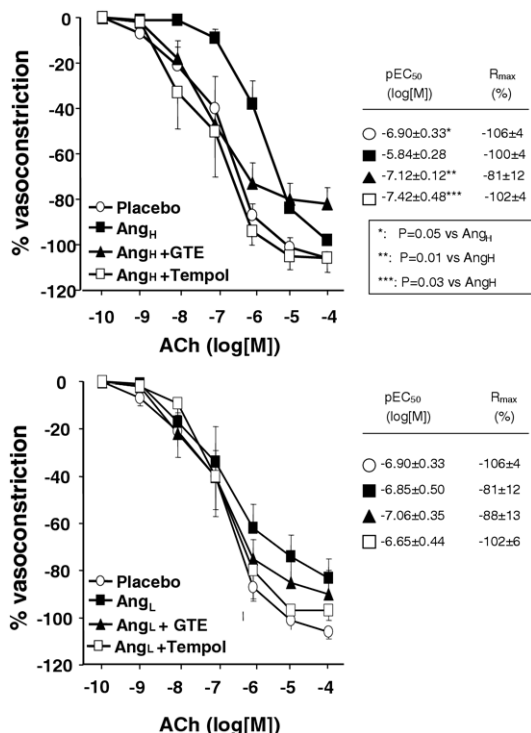 0
-20
-40
-60
-80
-100
-120
% vasoconstriction
Placebo
AngH
AngH +GTE
AngH +Tempol
-10 -9 -8 -7 -6 -5 -4
ACh (log[M])
pEC50 Rmax
(log[M]) (%)
-6.90±0.33* -106±4
-5.84±0.28 -100±4
-7.12±0.12** -81±12
-7.42±0.48*** -102±4
*: P=0.05 vs AngH
**: P=0.01 vs AngH
***: P=0.03 vs AngH
0
-20
-40
-60
-80
-100
-120
% vasoconstriction
Placebo
AngL
AngL + GTE
AngL +Tempol
-10 -9 -8 -7 -6 -5 -4
ACh (log[M])
pEC50 Rmax
(log[M]) (%)
-6.90±0.33 -106±4
-6.85±0.50 -81±12
-7.06±0.35 -88±13
-6.65±0.44 -102±6